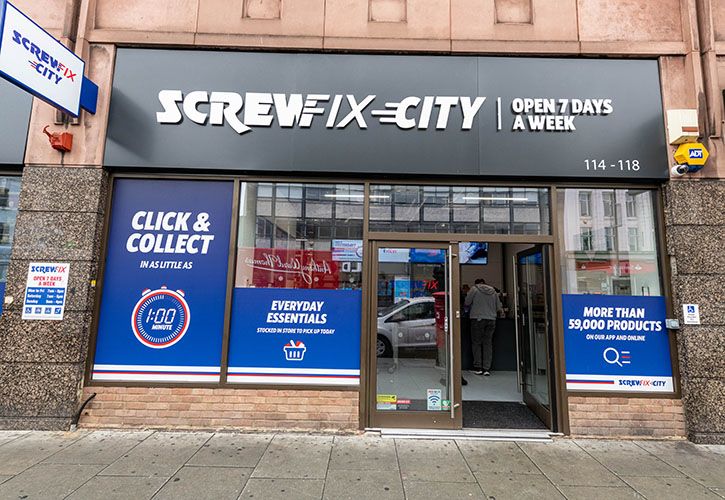 SCREWFIX
CITY
SCREWFIX CITY
OPEN 7 DAYS
A WEEK
114 - 118
ADT
CLICK &
COLLECT
IN AS LITTLE AS
1:00
MINUTE
EVERYDAY
ESSENTIALS
STOCKED IN STORE TO PICK UP TODAY
MORE THAN
59,000 PRODUCTS
ON OUR APP AND ONLINE
SCREWFIX CITY
SCREWFIX
OPEN 7 DAYS
A WEEK